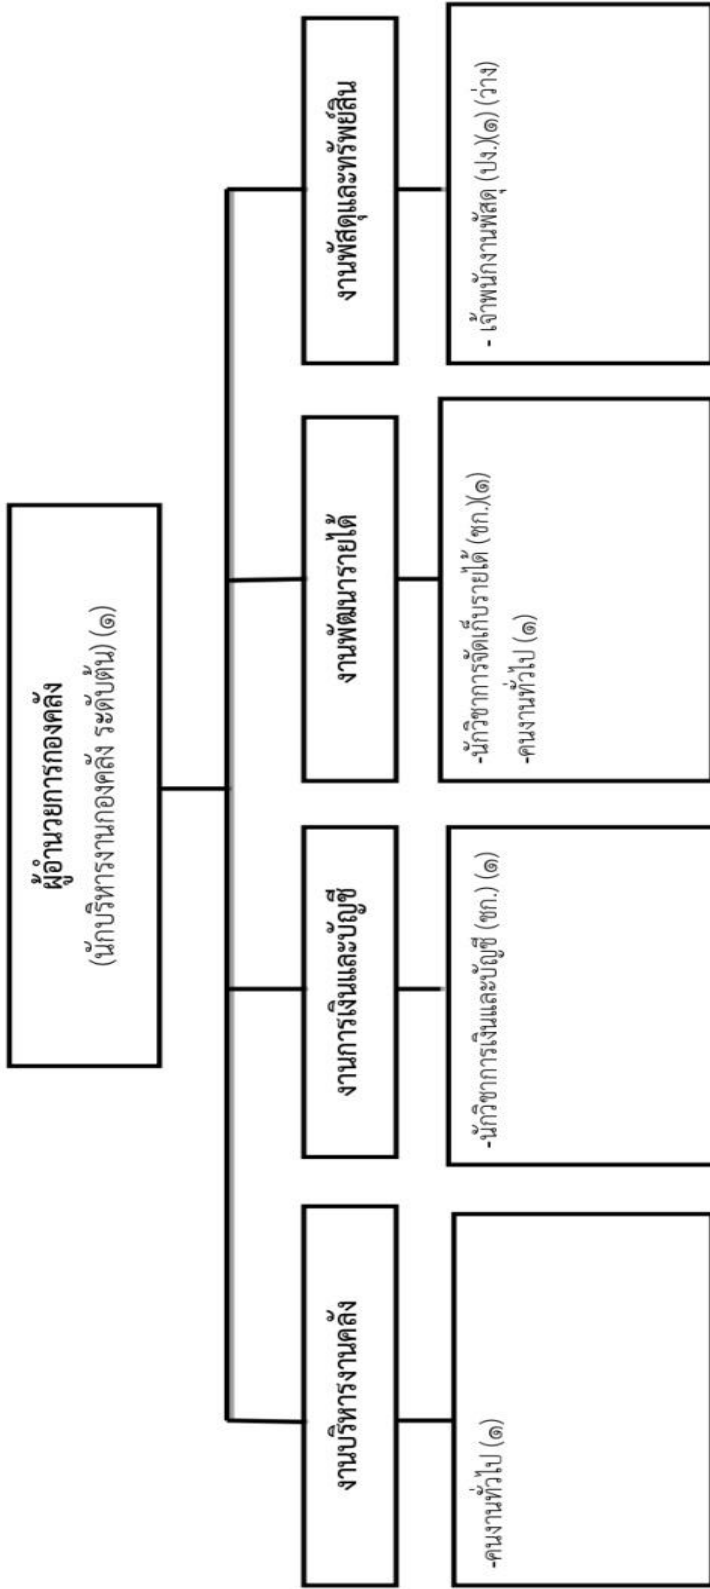 ผู้อำนวยการกองคลัง
(นักบริหารงานกองคลัง ระดับต้น) (๑)
งานบริหารงานคลัง
งานการเงินและบัญชี
งานพัฒนารายได้
งานพัสดุและทรัพย์สิน
-คนงานทั่วไป (๑)
-นักวิชาการเงินและบัญชี (ชก.) (๑)
-นักวิชาการจัดเก็บรายได้ (ชก.)(๑)
-คนงานทั่วไป (๑)
- เจ้าพนักงานพัสดุ (ปง.)(๑) (ว่าง)